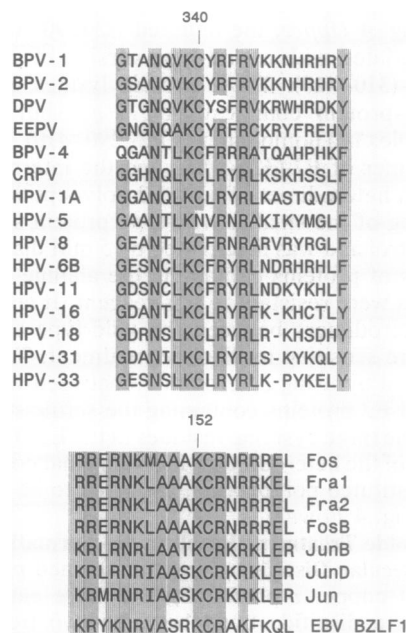 340
BPV-1 GTANQVKCYRFRVKKNHRHRY
BPV-2 GSANQVKCYRFRVKKNHRHRY
DPV GTGNQVKCYSFRVKRWHRDKY
EEPV GNGNQAKCYRFRCKRYFREHY
BPV-4 QGANTLKCFRRRATQAHPHKF
CRPV GGHNQLKCLRYRLKSKHSSLF
HPV-1A GGANQLKCLRYRLKASTQVDF
HPV-5 GAANTLKNVRNRAKIKYMGLF
HPV-8 GEANTLKCFRNRARVRYRGLF
HPV-6B GESNCLKCFRYRLNDRHRHLF
HPV-11 GDSNCLKCFRYRLNDKYKHLF
HPV-16 GDANTLKCLRYRFK-KHCTLY
HPV-18 GDRNSLKCLRYRLR-KHSDHY
HPV-31 GDANILKCLRYRLS-KYKQLY
HPV-33 GESNSLKCLRYRLK-PYKELY
152
RRERNKMAAAKCRNRRREL Fos
RRERNKLAAAKCRNRRKEL Fra1
RRERNKLAAAKCRNRRREL Fra2
RRERNKLAAAKCRNRRREL FosB
KRLRNRLAATKCRKRKLER JunB
KRLRNRIAASKCRKRKLER JunD
KRMRNRIAASKCRKRKLER Jun
KRYKNRVASRKCRAKFKQL EBV BZLF1